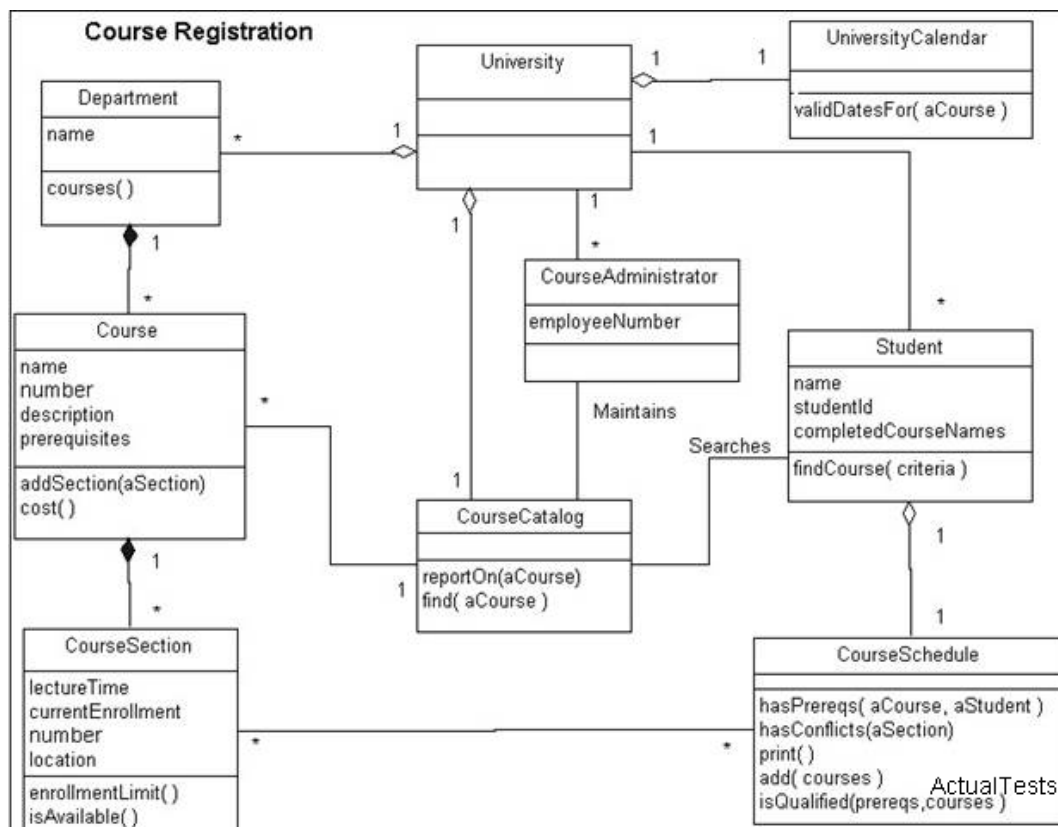 Course Registration
University
1
1
*
1
1
1
1
UniversityCalendar
validDatesFor( aCourse )
Department
name
courses( )
1
*
Course
name
number
description
prerequisites
addSection(aSection)
cost( )
*
1
1
*
CourseAdministrator
employeeNumber
*
Maintains
Searches
1
CourseCatalog
reportOn(aCourse)
find( aCourse )
*
Student
name
studentId
completedCourseNames
findCourse( criteria )
1
1
CourseSection
lectureTime
currentEnrollment
number
location
enrollmentLimit( )
isAvailable( )
*
*
CourseSchedule
hasPrereqs( aCourse, aStudent )
hasConflicts(aSection)
print( )
add( courses )
isQualified(prereqs,courses )
ActualTests